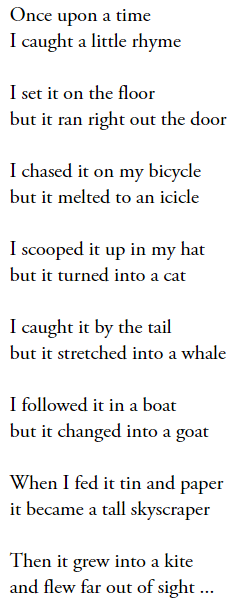 Once upon a time
I caught a little rhyme
I set it on the floor
but it ran right out the door
I chased it on my bicycle
but it melted to an icicle
I scooped it up in my hat
but it turned into a cat
I caught it by the tail
but it stretched into a whale
I followed it in a boat
but it changed into a goat
When I fed it tin and paper
it became a tall skyscraper
Then it grew into a kite
and flew far out of sight ...